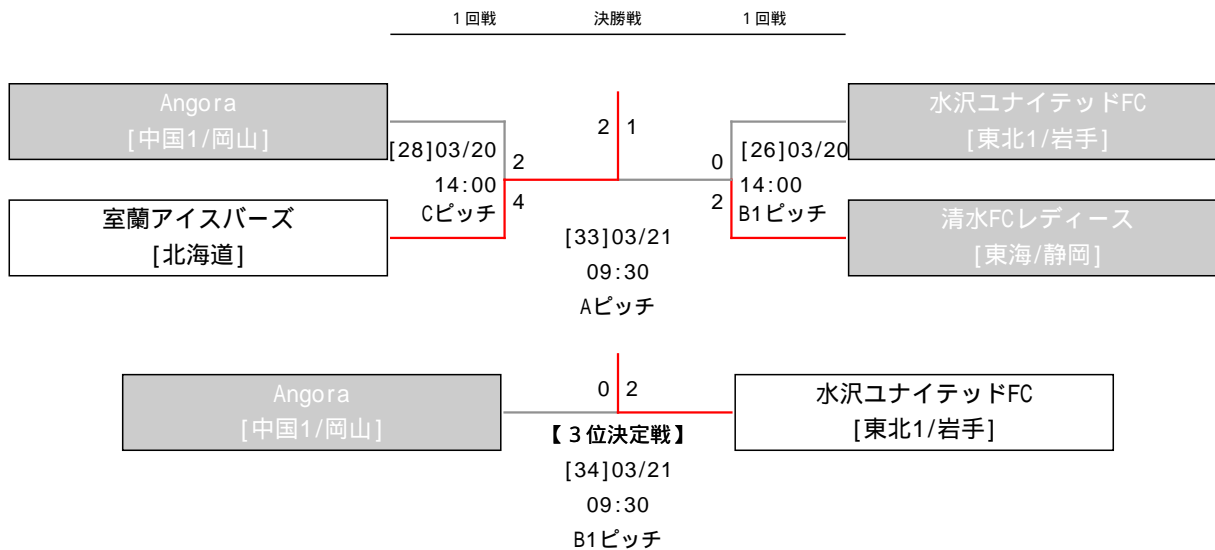 1回戦 決勝戦 1回戦
Angora
[中国1/岡山]
室蘭アイスバーズ
[北海道]
[28]03/20
14:00
Cピッチ
2
4
2 1
[33]03/21
09:30
Aピッチ
0
2
[26]03/20
14:00
B1ピッチ
水沢ユナイテッドFC
[東北1/岩手]
清水FCレディース
[東海/静岡]
Angora
[中国1/岡山]
0 2
【３位決定戦】
[34]03/21
09:30
B1ピッチ
水沢ユナイテッドFC
[東北1/岩手]